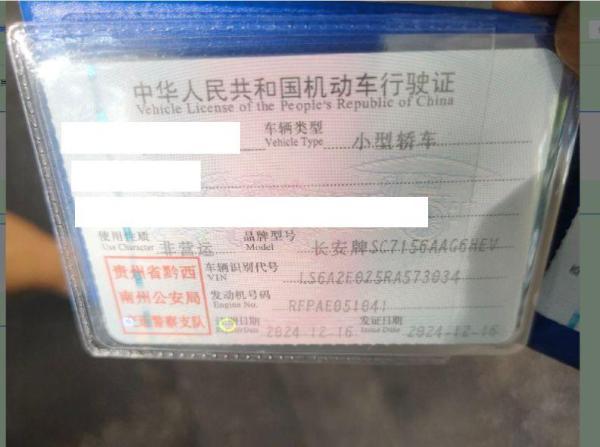 中华人民共和国机动车行驶证
Vehicle License of the People's Republic of China
车辆类型 小型轿车
Vehicle Type
使用性质 非营运 品牌型号 长安牌SC7156AAG6HEV
Use Character Model
车辆识别代号 LS6A2E0Z5RA573034
VIN
发动机号码 RFPAE051041
Engine No.
注册日期 2024-12-16 发证日期 2024-12-16
Issue Date
贵州省黔西
南州公安局
交通警察支队